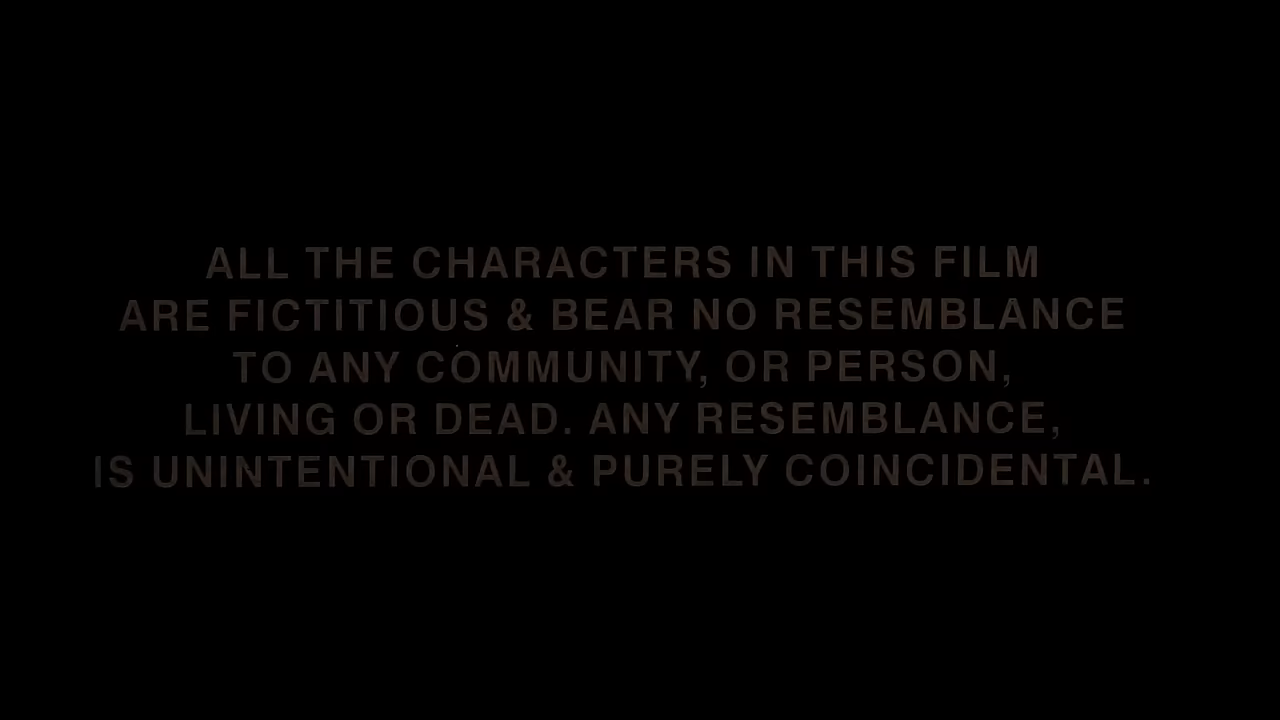 ALL THE CHARACTERS IN THIS FILM
ARE FICTITIOUS & BEAR NO RESEMBLANCE
TO ANY COMMUNITY, OR PERSON,
LIVING OR DEAD. ANY RESEMBLANCE,
IS UNINTENTIONAL & PURELY COINCIDENTAL.